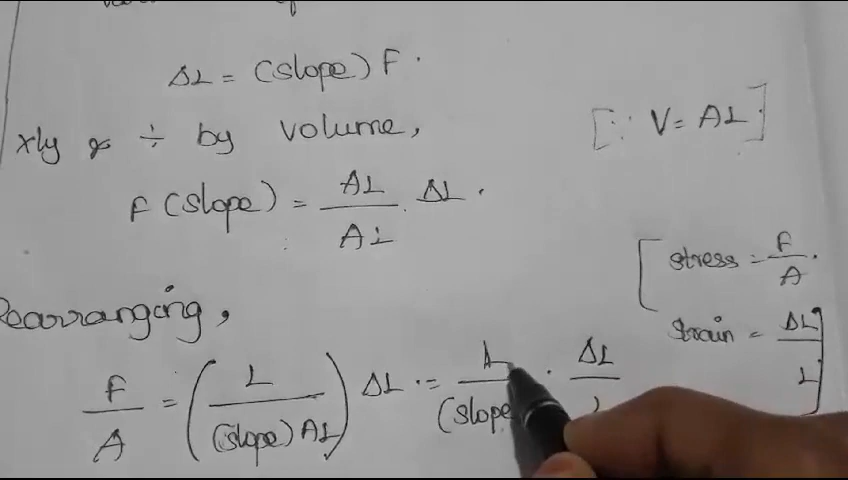 ΔL = (slope) F.
xly & ÷ by volume,
[∵ V = AL]
F (slope) = AL/AL . ΔL.
[stress = F/A.
strain = ΔL/L]
Rearranging,
F/A = (L/(slope) AL) ΔL . = L/(slope . ΔL/